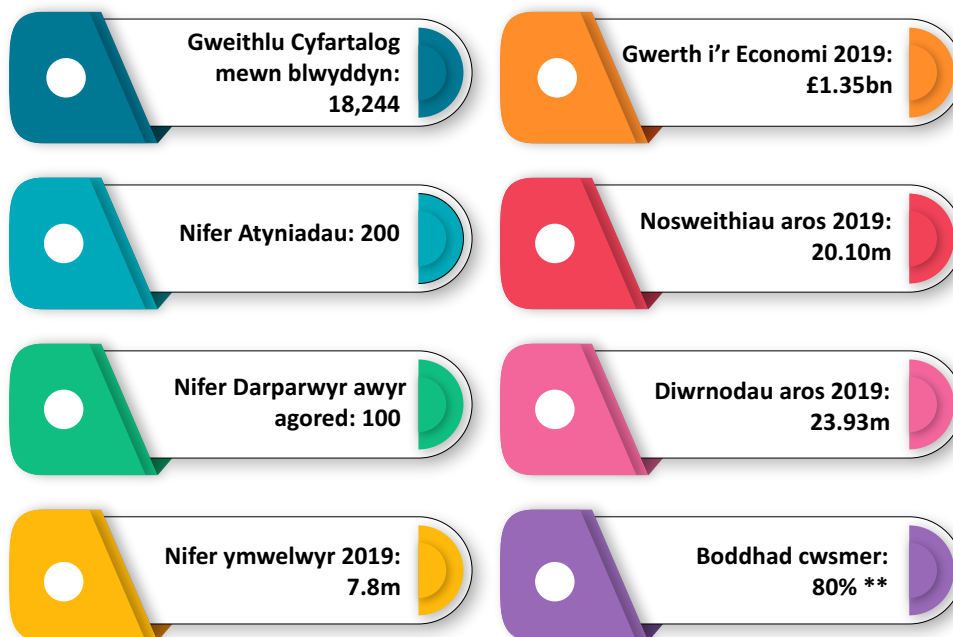 Gweithlu Cyfartalog
mewn blwyddyn:
18,244
Gwerth i’r Economi 2019:
£1.35bn
Nifer Atyniadau: 200
Nosweithiau aros 2019:
20.10m
Nifer Darparwyr awyr
agored: 100
Diwrnodau aros 2019:
23.93m
Nifer ymwelwyr 2019:
7.8m
Boddhad cwsmer:
80% **